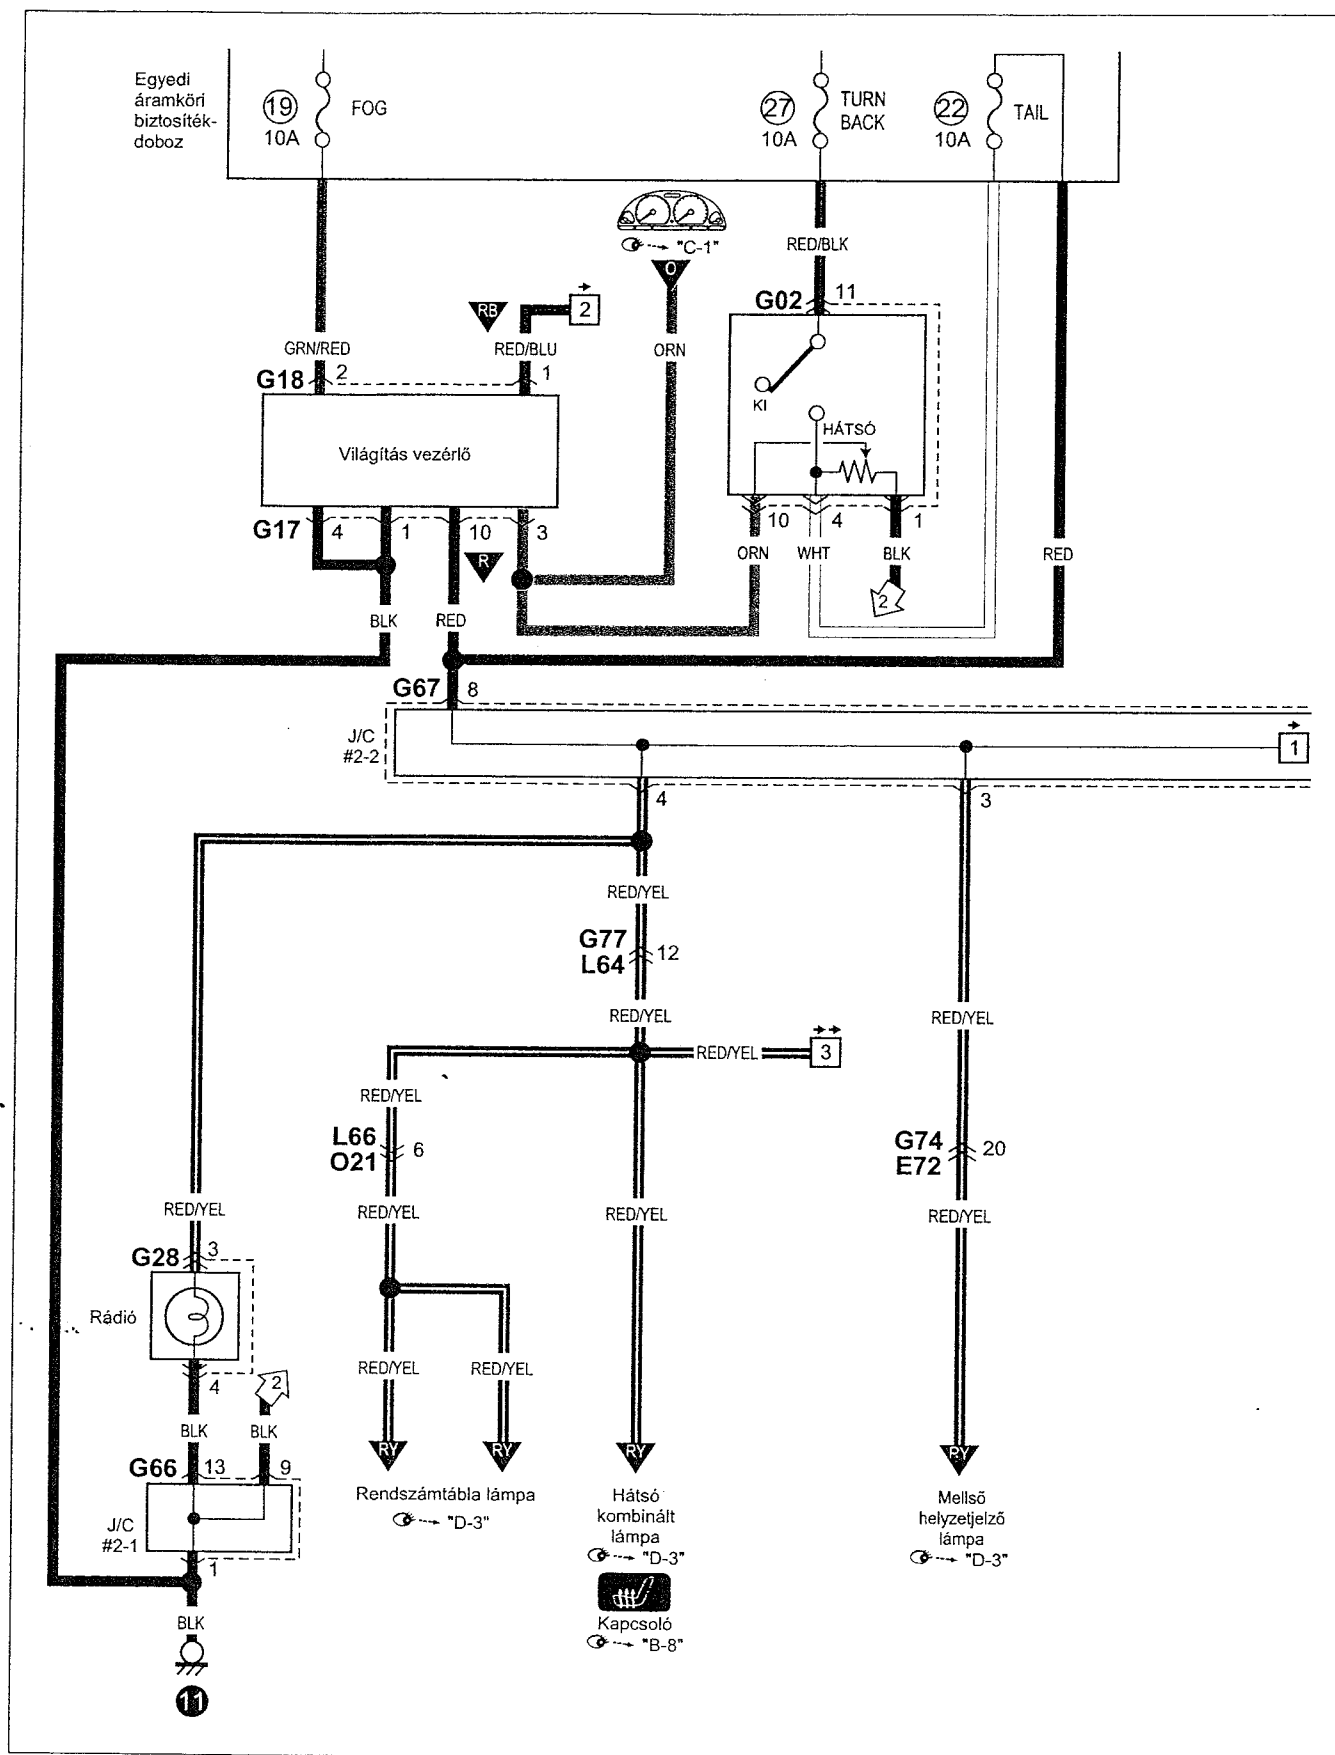 Egyedi
áramköri
biztosíték-
doboz
19
10A
FOG
27
10A
TURN
BACK
22
10A
TAIL
"C-1"
O
RED/BLK
G02
11
RB
2
GRN/RED
RED/BLU
ORN
G18
2
1
KI
HÁTSÓ
Világítás vezérlő
G17
4
1
10
3
10
4
1
R
ORN
WHT
BLK
RED
2
BLK
RED
G67
8
J/C
#2-2
1
4
3
RED/YEL
G77
L64
12
RED/YEL
RED/YEL
RED/YEL
3
RED/YEL
L66
O21
6
G74
E72
20
RED/YEL
RED/YEL
RED/YEL
RED/YEL
G28
3
Rádió
RED/YEL
RED/YEL
4
2
BLK
BLK
RY
RY
RY
RY
G66
13
9
Rendszámtábla lámpa
"D-3"
Hátsó
kombinált
lámpa
"D-3"
Mellső
helyzetjelző
lámpa
"D-3"
J/C
#2-1
1
Kapcsoló
"B-8"
BLK
11